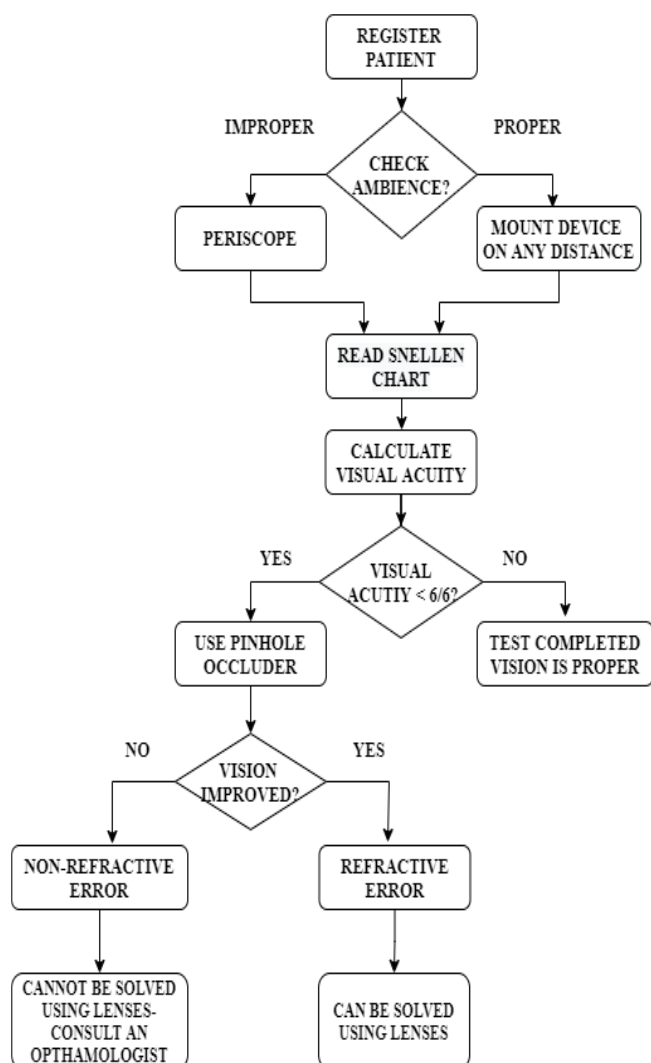 REGISTER
PATIENT
IMPROPER
PROPER
CHECK
AMBIENCE?
PERISCOPE
MOUNT DEVICE
ON ANY DISTANCE
READ SNELLEN
CHART
CALCULATE
VISUAL ACUITY
YES
NO
VISUAL
ACUTIY < 6/6?
USE PINHOLE
OCCLUDER
TEST COMPLETED
VISION IS PROPER
NO
YES
VISION
IMPROVED?
NON-REFRACTIVE
ERROR
REFRACTIVE
ERROR
CANNOT BE SOLVED
USING LENSES-
CONSULT AN
OPTHAMOLOGIST
CAN BE SOLVED
USING LENSES